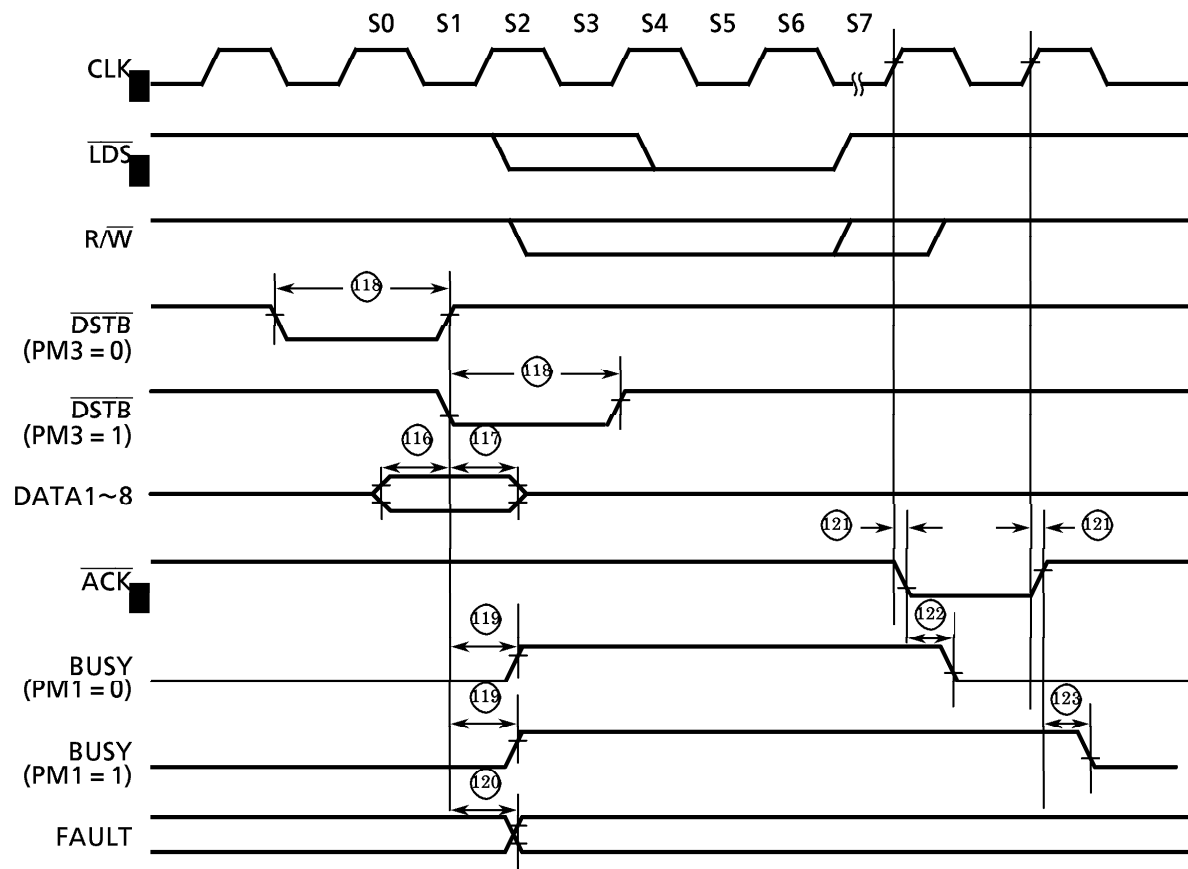 S0 S1 S2 S3 S4 S5 S6 S7
CLK
LDS
R/W
118
DSTB
(PM3 = 0)
118
DSTB
(PM3 = 1)
116 117
DATA1~8
121 121
ACK
119 122
BUSY
(PM1 = 0)
119 123
BUSY
(PM1 = 1)
120
FAULT